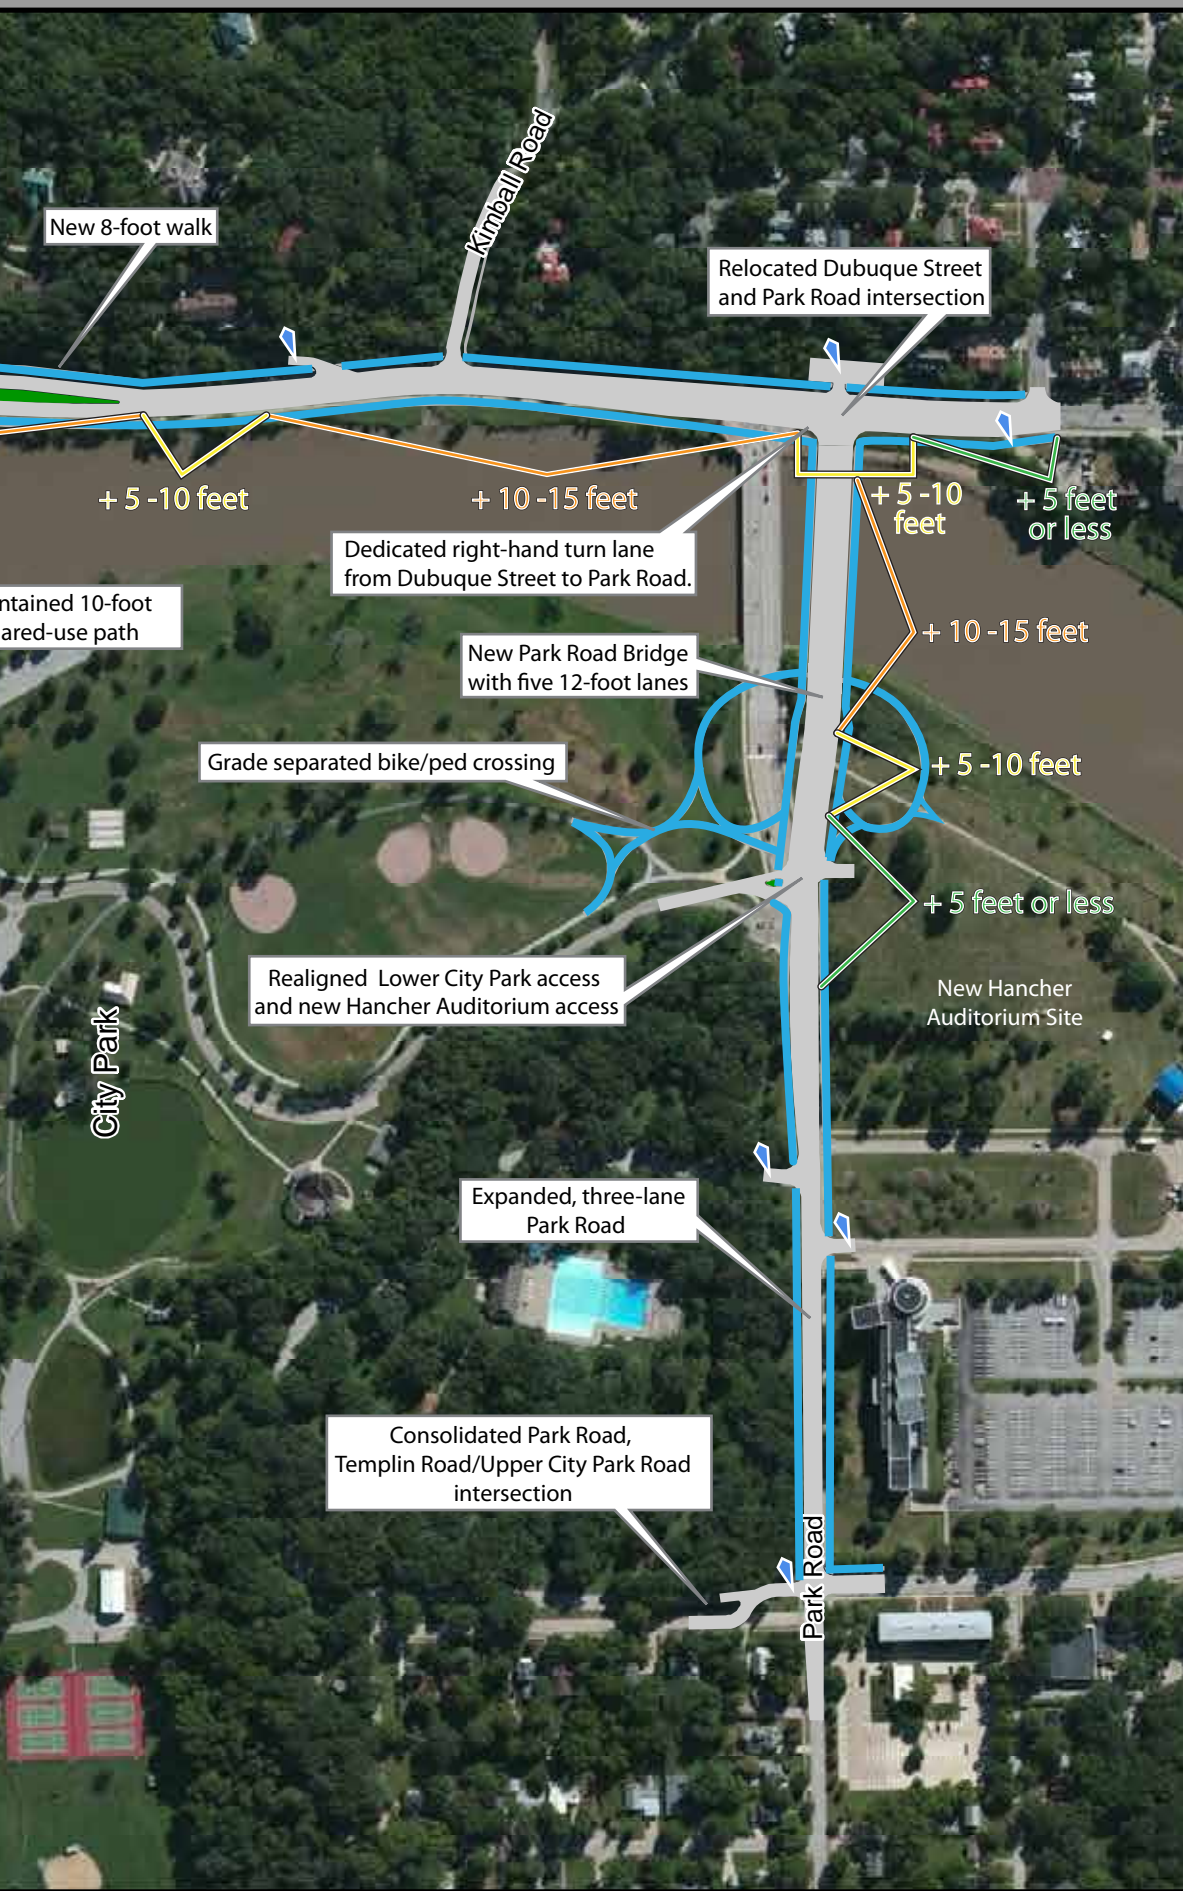 Kimball Road
New 8-foot walk
Relocated Dubuque Street
and Park Road intersection
+ 5 -10 feet
+ 10 -15 feet
+ 5 -10
feet
+ 5 feet
or less
Dedicated right-hand turn lane
from Dubuque Street to Park Road.
ntained 10-foot
ared-use path
+ 10 -15 feet
New Park Road Bridge
with five 12-foot lanes
Grade separated bike/ped crossing
+ 5 -10 feet
+ 5 feet or less
Realigned Lower City Park access
and new Hancher Auditorium access
New Hancher
Auditorium Site
City Park
Expanded, three-lane
Park Road
Consolidated Park Road,
Templin Road/Upper City Park Road
intersection
Park Road